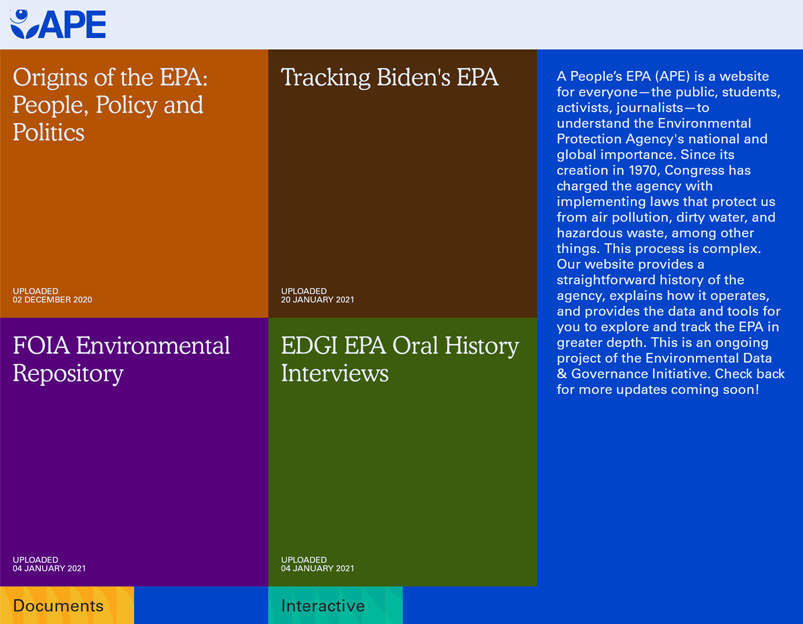 APE
Origins of the EPA:
People, Policy and
Politics
UPLOADED
02 DECEMBER 2020
Tracking Biden's EPA
UPLOADED
20 JANUARY 2021
FOIA Environmental
Repository
UPLOADED
04 JANUARY 2021
EDGI EPA Oral History
Interviews
UPLOADED
04 JANUARY 2021
A People’s EPA (APE) is a website
for everyone—the public, students,
activists, journalists—to
understand the Environmental
Protection Agency's national and
global importance. Since its
creation in 1970, Congress has
charged the agency with
implementing laws that protect us
from air pollution, dirty water, and
hazardous waste, among other
things. This process is complex.
Our website provides a
straightforward history of the
agency, explains how it operates,
and provides the data and tools for
you to explore and track the EPA in
greater depth. This is an ongoing
project of the Environmental Data
& Governance Initiative. Check back
for more updates coming soon!
Documents
Interactive